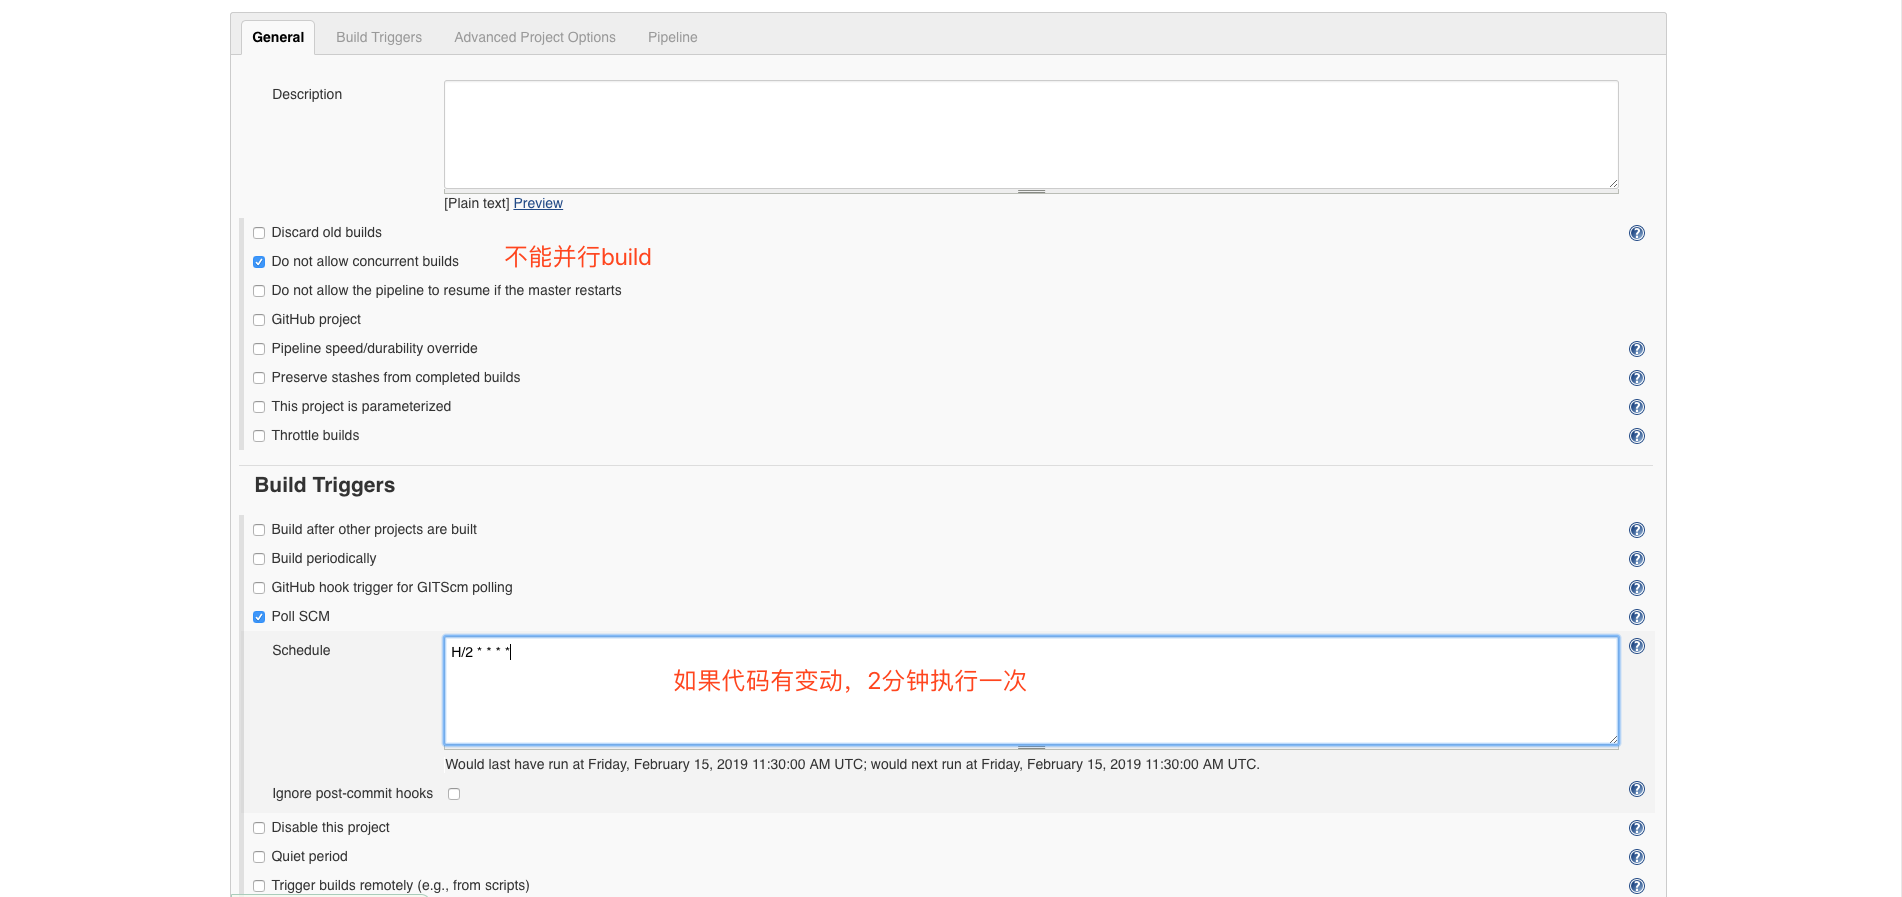 General Build Triggers Advanced Project Options Pipeline
Description
[Plain text] Preview
Discard old builds
Do not allow concurrent builds 不能并行build
Do not allow the pipeline to resume if the master restarts
GitHub project
Pipeline speed/durability override
Preserve stashes from completed builds
This project is parameterized
Throttle builds
Build Triggers
Build after other projects are built
Build periodically
GitHub hook trigger for GITScm polling
Poll SCM
Schedule H/2 * * * *
如果代码有变动，2分钟执行一次
Would last have run at Friday, February 15, 2019 11:30:00 AM UTC; would next run at Friday, February 15, 2019 11:30:00 AM UTC.
Ignore post-commit hooks
Disable this project
Quiet period
Trigger builds remotely (e.g., from scripts)